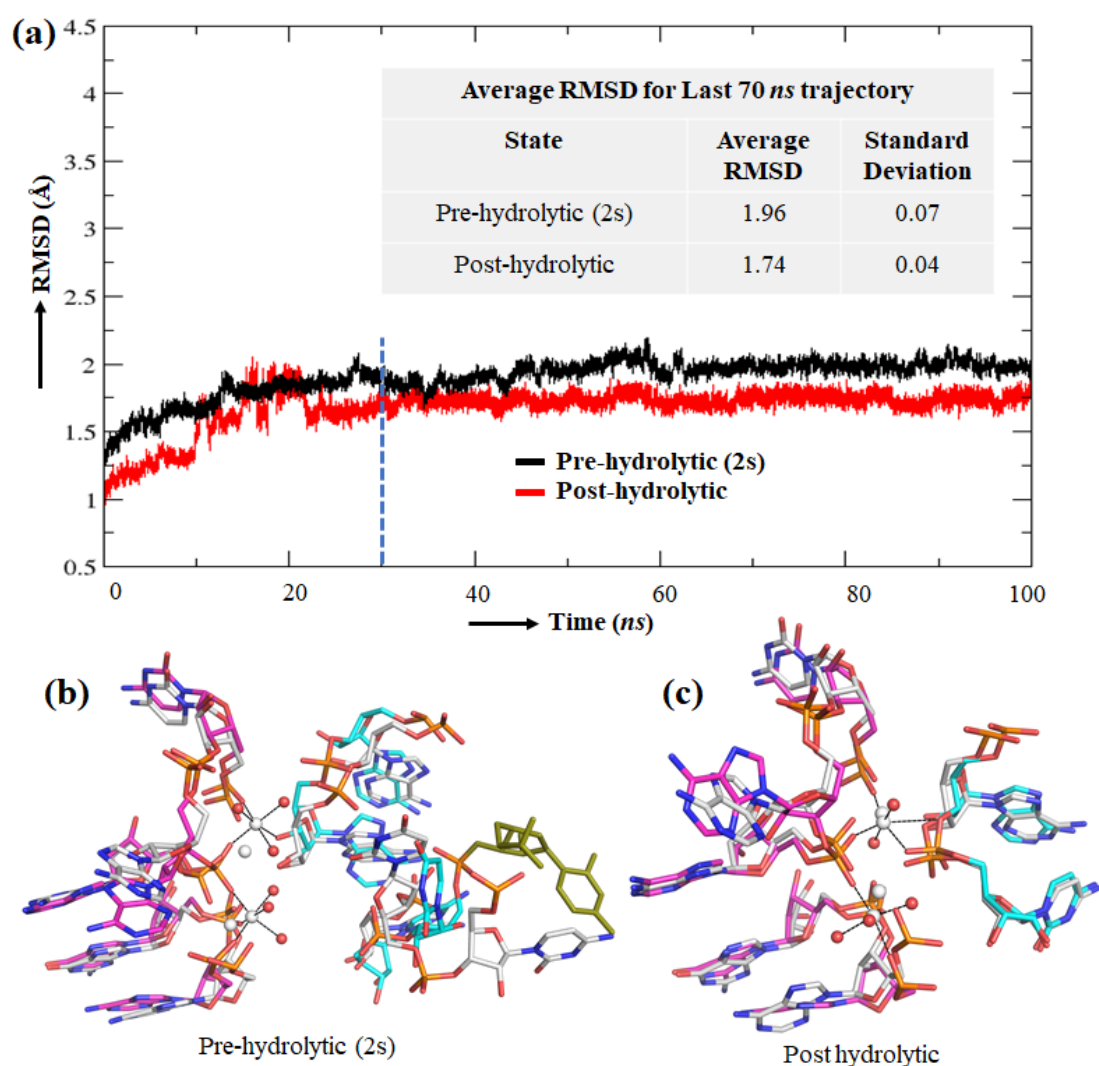 (a)
4.5
4
3.5
3
2.5
2
1.5
1
0.5
RMSD (Å)
Average RMSD for Last 70 ns trajectory
State Average RMSD Standard Deviation
Pre-hydrolytic (2s) 1.96 0.07
Post-hydrolytic 1.74 0.04
Pre-hydrolytic (2s)
Post-hydrolytic
0 20 40 60 80 100
Time (ns)
(b)
(c)
Pre-hydrolytic (2s)
Post hydrolytic